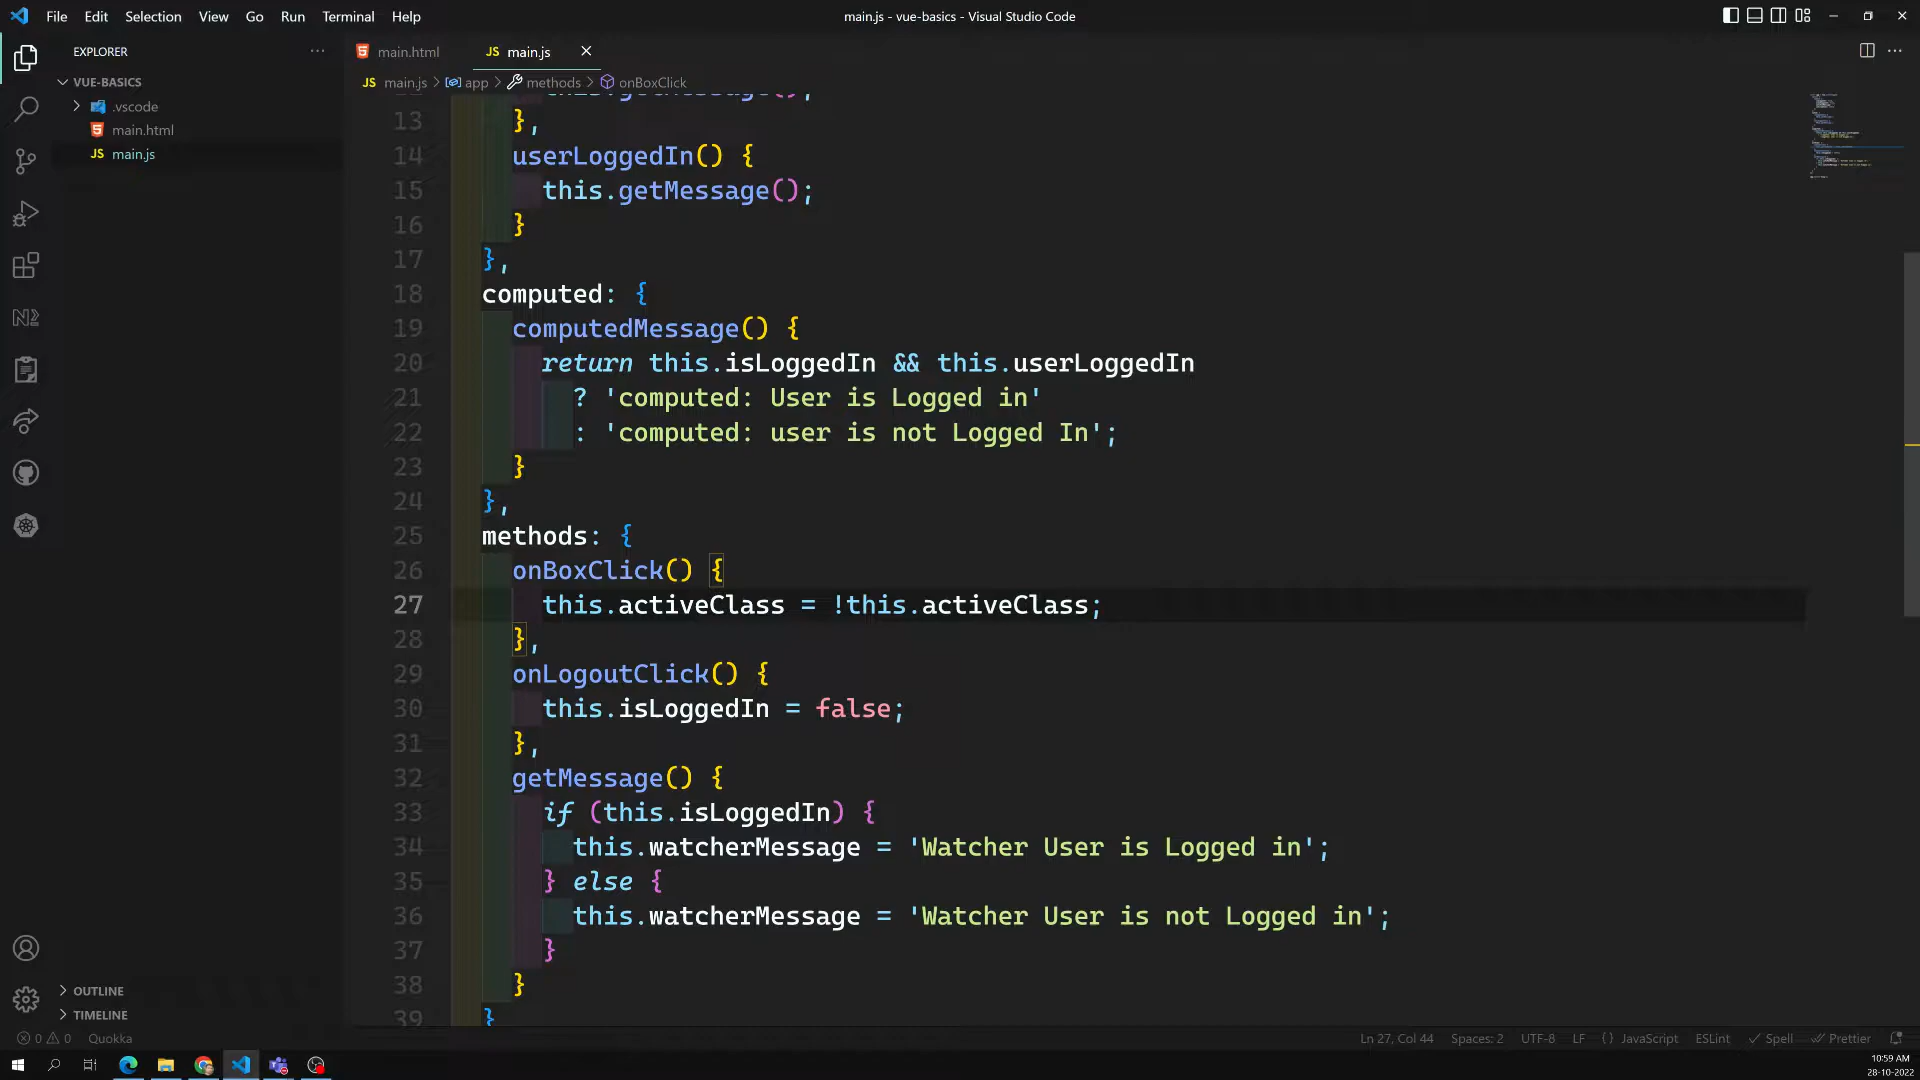 File Edit Selection View Go Run Terminal Help
main.js - vue-basics - Visual Studio Code
EXPLORER
VUE-BASICS
.vscode
main.html
JS main.js
OUTLINE
TIMELINE
main.html
JS main.js
JS main.js > app > methods > onBoxClick
13 },
14 userLoggedIn() {
15 this.getMessage();
16 }
17 },
18 computed: {
19 computedMessage() {
20 return this.isLoggedIn && this.userLoggedIn
21 ? 'computed: User is Logged in'
22 : 'computed: user is not Logged In';
23 }
24 },
25 methods: {
26 onBoxClick() {
27 this.activeClass = !this.activeClass;
28 },
29 onLogoutClick() {
30 this.isLoggedIn = false;
31 },
32 getMessage() {
33 if (this.isLoggedIn) {
34 this.watcherMessage = 'Watcher User is Logged in';
35 } else {
36 this.watcherMessage = 'Watcher User is not Logged in';
37 }
38 }
39 }
0 0 Quokka
Ln 27, Col 44 Spaces: 2 UTF-8 LF {} JavaScript ESLint Spell Prettier
10:59 AM
28-10-2022